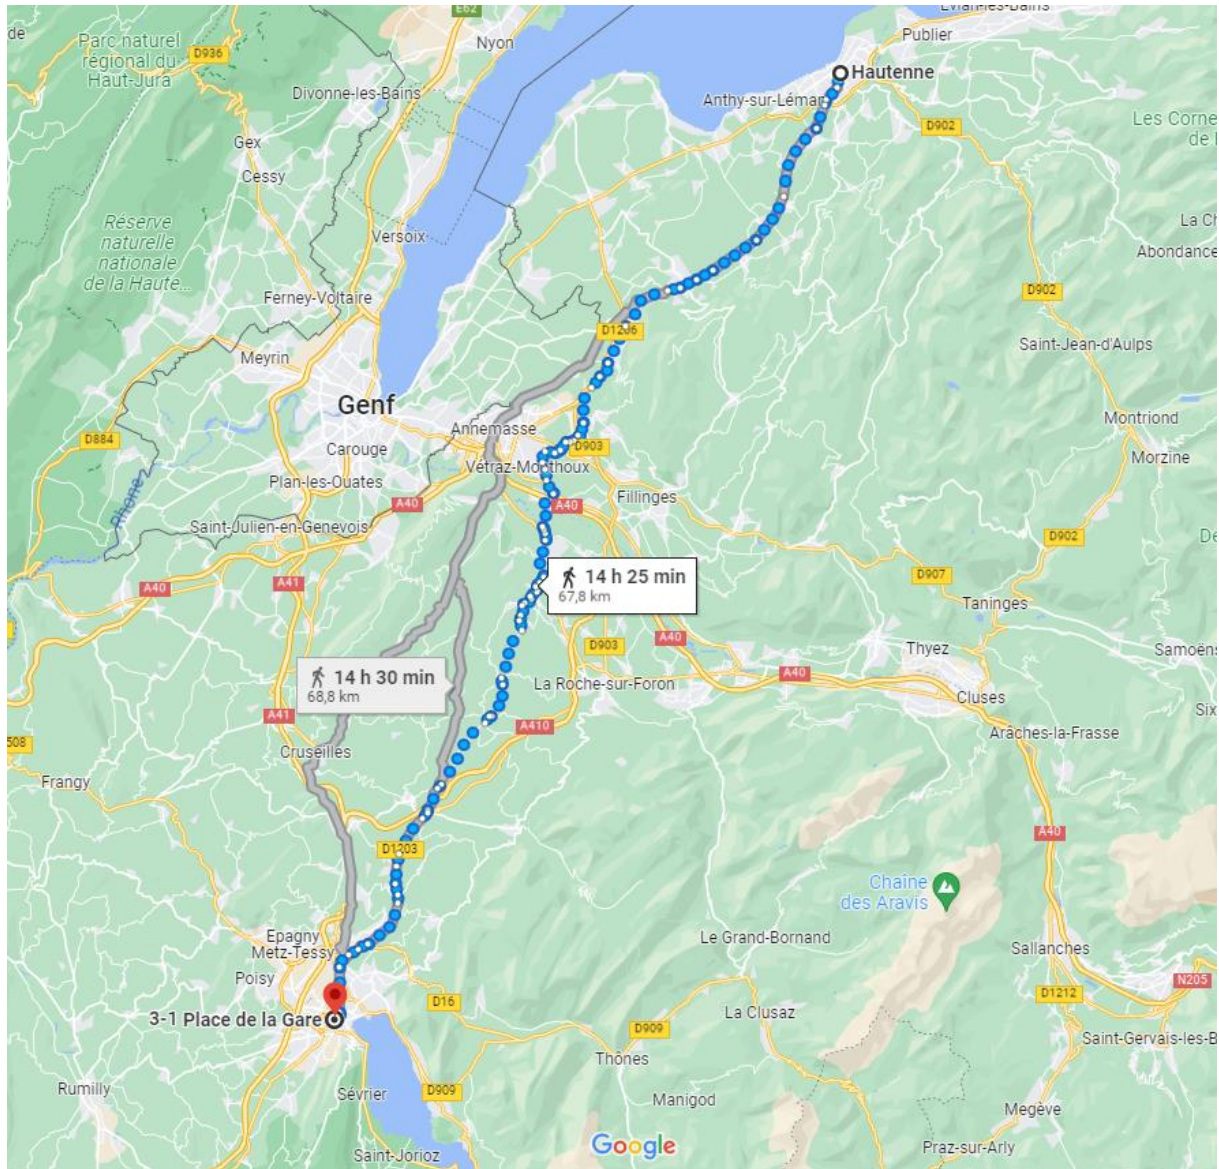 Evian-les-Bains
E62
Publier
de
Parc naturel
régional du
Haut-Jura
D936
Nyon
Hautenne
Divonne-les-Bains
Anthy-sur-Léman
D902
Les Corne
de
Gex
Cessy
Réserve
naturelle
nationale
de la Haute...
Versoix
La Ch
Abondance
Ferney-Voltaire
D902
D1206
Meyrin
Saint-Jean-d'Aulps
Genf
Montriond
Annemasse
D884
Carouge
D903
Morzine
Vétraz-Monthoux
Plan-les-Ouates
Rhône
A40
A40
Fillinges
Saint-Julien-en-Genevois
D902
De
14 h 25 min
67,8 km
A41
A40
D907
Taninges
D903
A40
Thyez
Samoëns
14 h 30 min
68,8 km
La Roche-sur-Foron
A40
Cluses
Six
A41
A410
Arâches-la-Frasse
508
Cruseilles
Frangy
A40
D1203
Chaîne
des Aravis
Epagny
Metz-Tessy
Le Grand-Bornand
Sallanches
Poisy
N205
D16
D1212
3-1 Place de la Gare
La Clusaz
D909
Saint-Gervais-les-B
Thônes
Rumilly
Sévrier
D909
Manigod
Megève
Google
Praz-sur-Arly
Saint-Jorioz